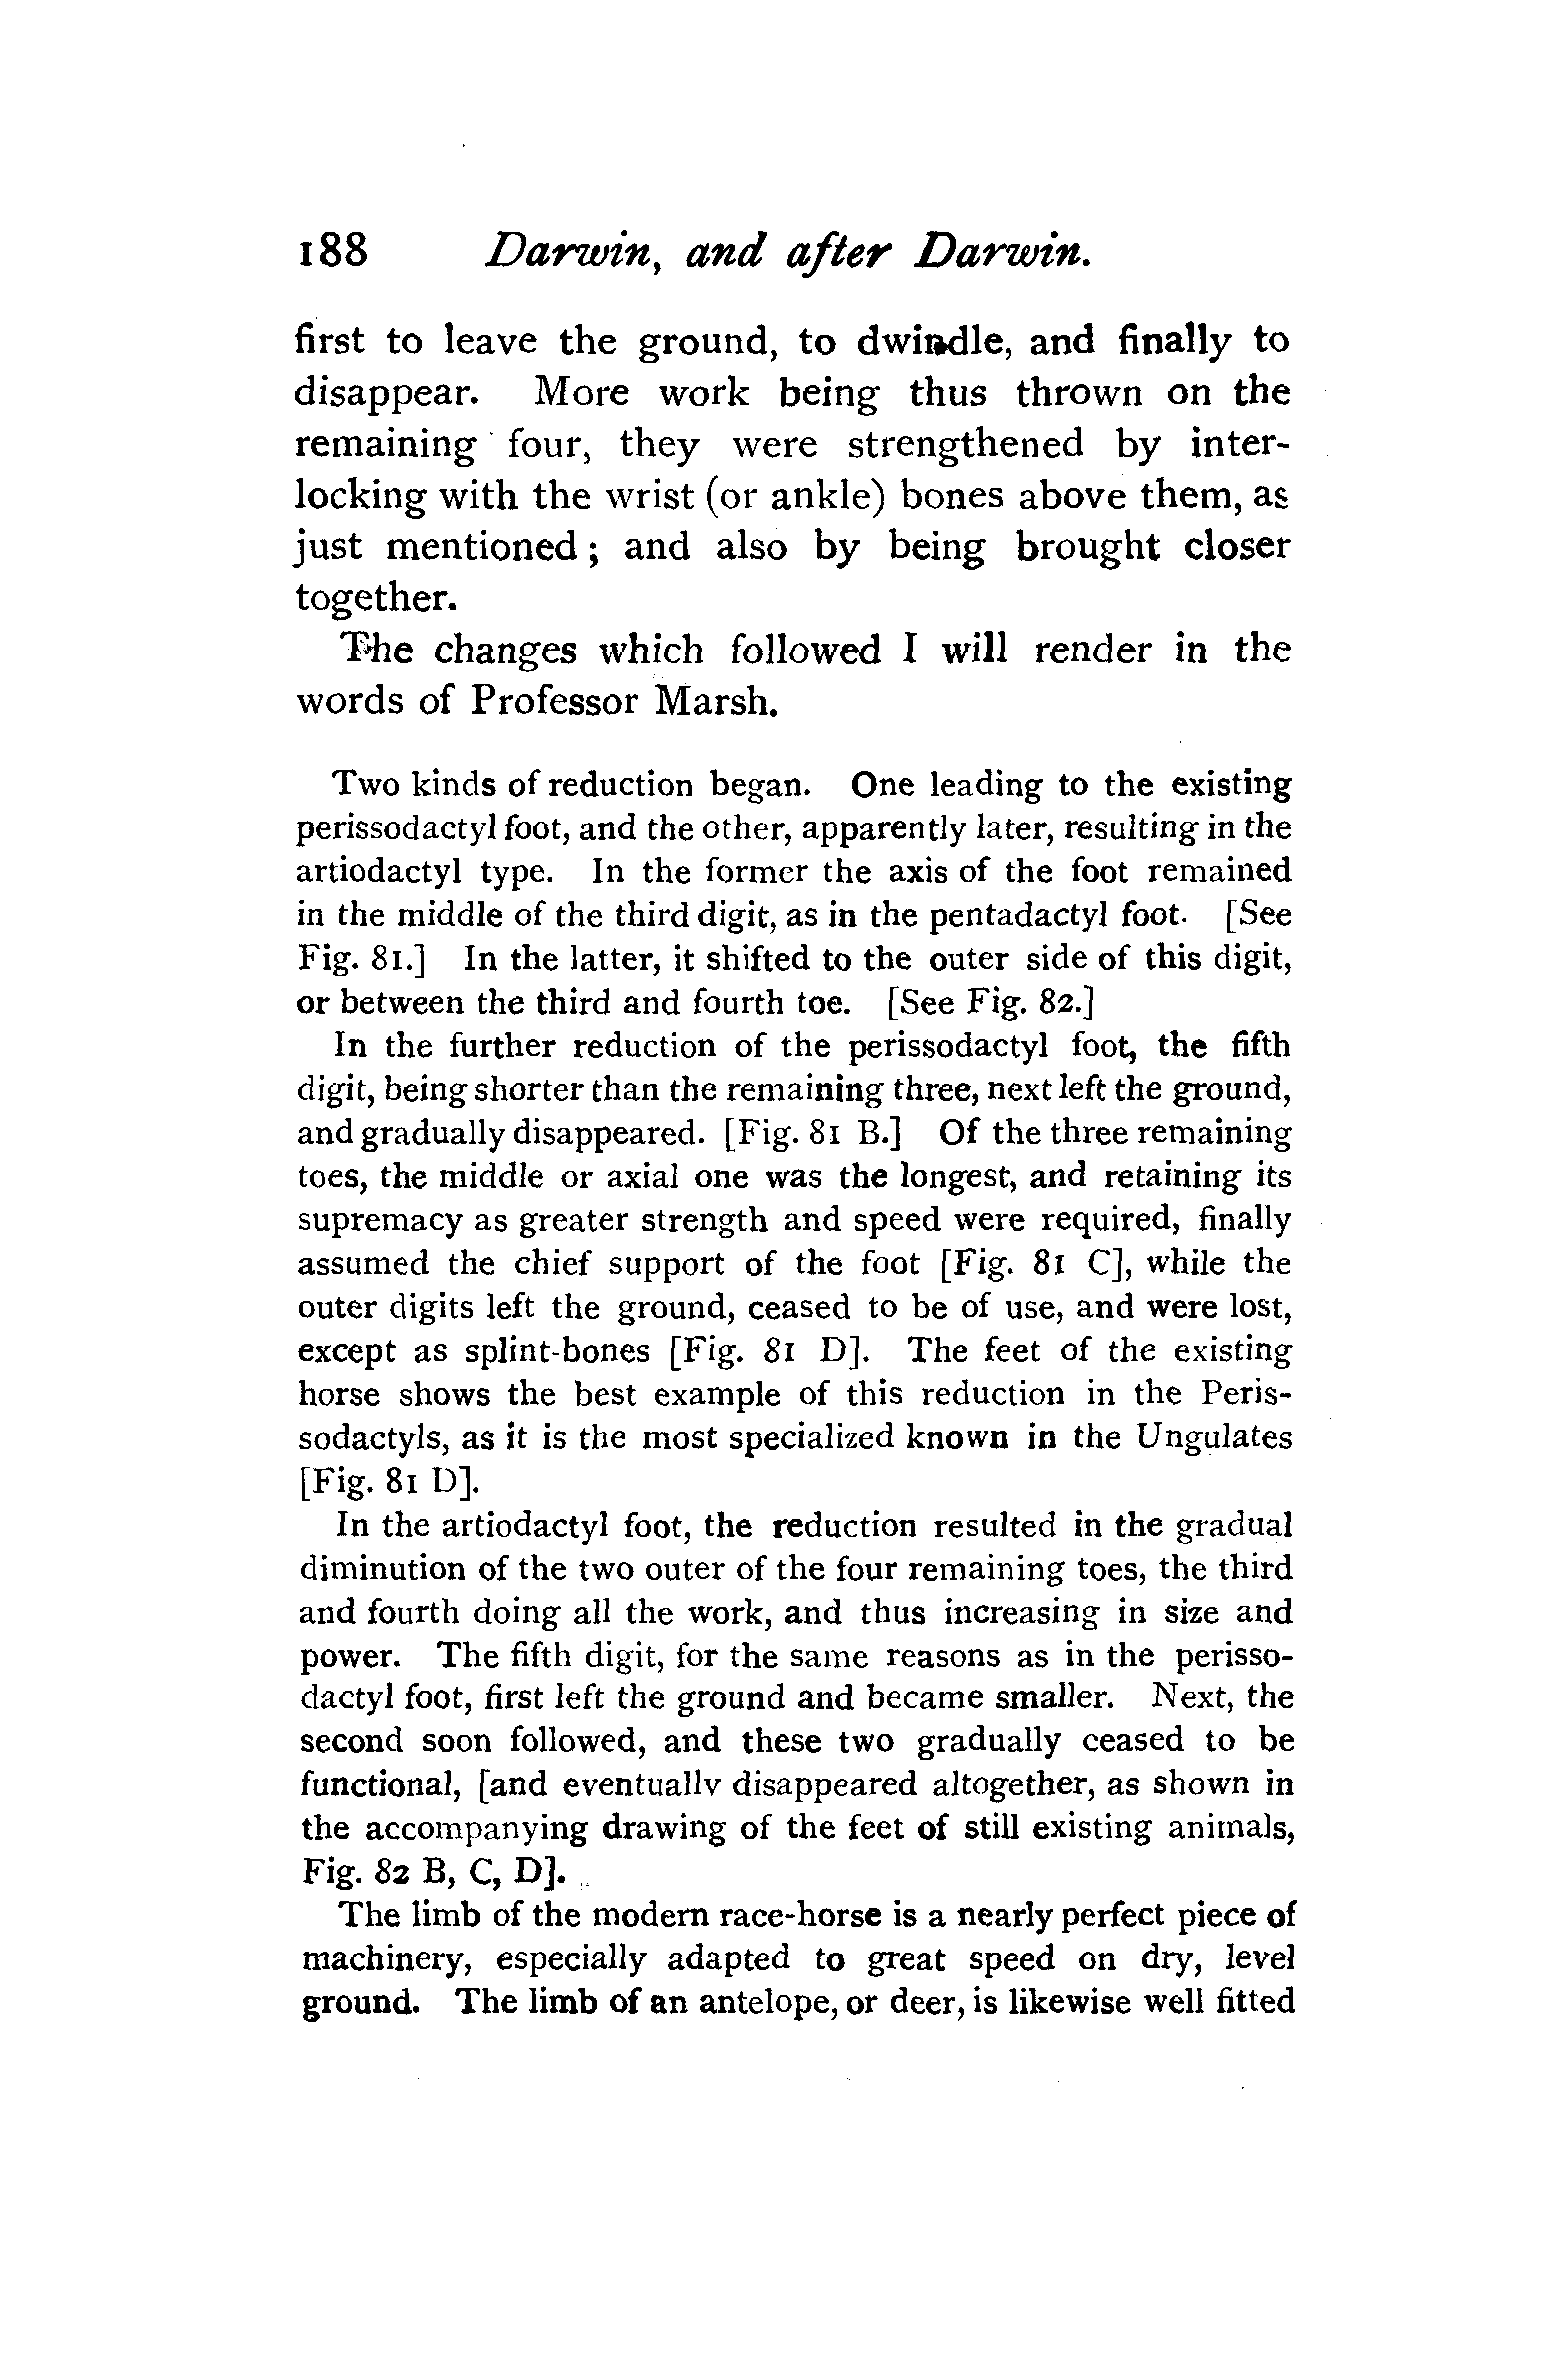 188 Darwin, and after Darwin.
first to leave the ground, to dwindle, and finally to
disappear. More work being thus thrown on the
remaining four, they were strengthened by inter-
locking with the wrist (or ankle) bones above them, as
just mentioned; and also by being brought closer
together.
The changes which followed I will render in the
words of Professor Marsh.
Two kinds of reduction began. One leading to the existing
perissodactyl foot, and the other, apparently later, resulting in the
artiodactyl type. In the former the axis of the foot remained
in the middle of the third digit, as in the pentadactyl foot. [See
Fig. 81.] In the latter, it shifted to the outer side of this digit,
or between the third and fourth toe. [See Fig. 82.]
In the further reduction of the perissodactyl foot, the fifth
digit, being shorter than the remaining three, next left the ground,
and gradually disappeared. [Fig. 81 B.] Of the three remaining
toes, the middle or axial one was the longest, and retaining its
supremacy as greater strength and speed were required, finally
assumed the chief support of the foot [Fig. 81 C], while the
outer digits left the ground, ceased to be of use, and were lost,
except as splint-bones [Fig. 81 D]. The feet of the existing
horse shows the best example of this reduction in the Peris-
sodactyls, as it is the most specialized known in the Ungulates
[Fig. 81 D].
In the artiodactyl foot, the reduction resulted in the gradual
diminution of the two outer of the four remaining toes, the third
and fourth doing all the work, and thus increasing in size and
power. The fifth digit, for the same reasons as in the perisso-
dactyl foot, first left the ground and became smaller. Next, the
second soon followed, and these two gradually ceased to be
functional, [and eventually disappeared altogether, as shown in
the accompanying drawing of the feet of still existing animals,
Fig. 82 B, C, D].
The limb of the modern race-horse is a nearly perfect piece of
machinery, especially adapted to great speed on dry, level
ground. The limb of an antelope, or deer, is likewise well fitted